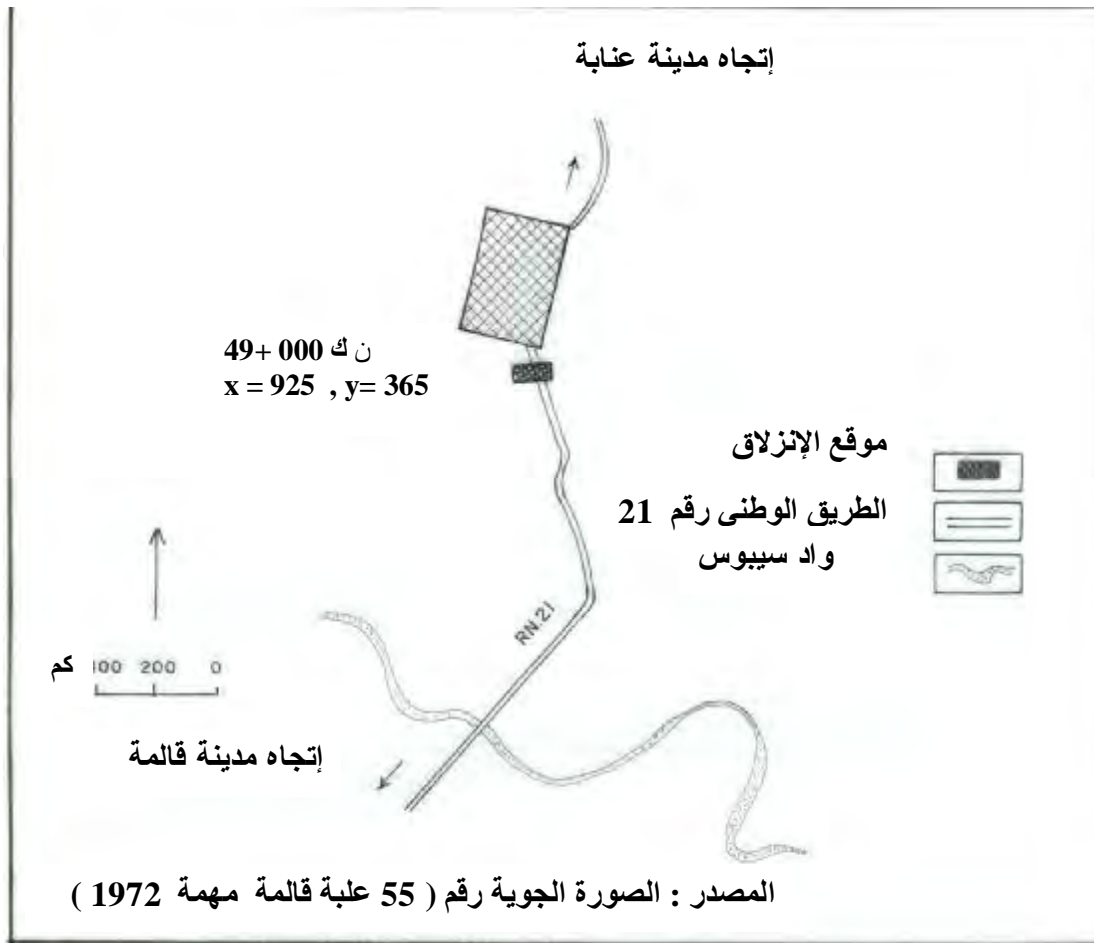 إتجاه مدينة عنابة
ن ك 000 +49
x = 925 , y= 365
موقع الإنزلاق
الطريق الوطنى رقم 21
واد سيبوس
RN.21
كم
200 0
إتجاه مدينة قالمة
المصدر : الصورة الجوية رقم ( 55 علبة قالمة مهمة 1972 )